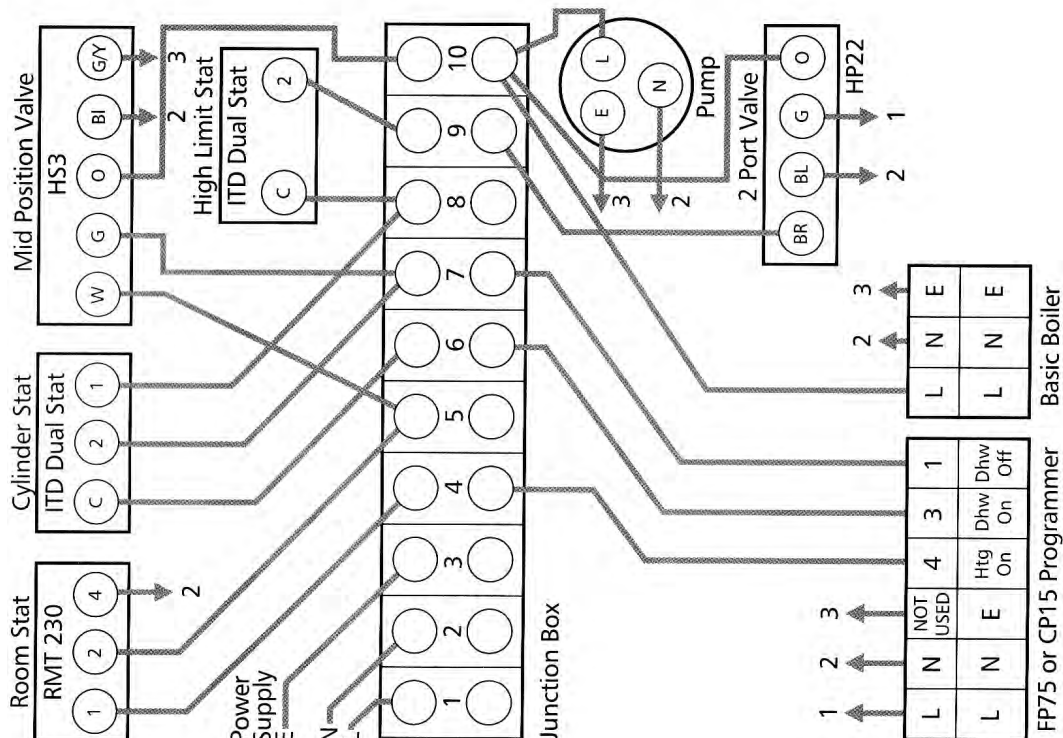 Room Stat
RMT 230
1 2 4
2
Cylinder Stat
ITD Dual Stat
C 2 1
Mid Position Valve
HS3
W G O Bl G/Y
2 3
High Limit Stat
ITD Dual Stat
C 2
Power
Supply
E
N
L
1 2 3 4 5 6 7 8 9 10
Junction Box
L E N
3 2
Pump
2 Port Valve
BR BL G O
HP22
2 1
1 2 3
L N NOT USED 4 3 1
L N E Htg On Dhw On Dhw Off
FP75 or CP15 Programmer
2 3
L N E
L N E
Basic Boiler